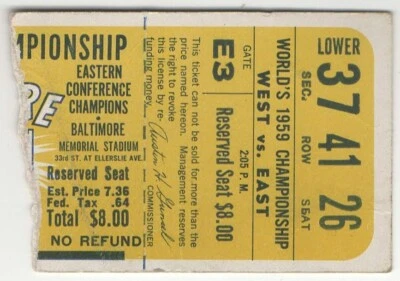 MPIONSHIP
EASTERN
CONFERENCE
CHAMPIONS
BALTIMORE
MEMORIAL STADIUM
33rd ST. AT ELLERSLIE AVE.
RE
Reserved Seat
Est. Price 7.36
Fed. Tax .64
Total $8.00
NO REFUND
This ticket can not be sold for more than the
price named hereon. Management reserves
the right to revoke
this license by re-
funding money.
Austin H Gunsel
COMMISSIONER
GATE
E3
Reserved Seat $8.00
2:05 P. M.
WEST vs. EAST
WORLD'S 1959 CHAMPIONSHIP
LOWER
SEC. ROW SEAT
37 41 26